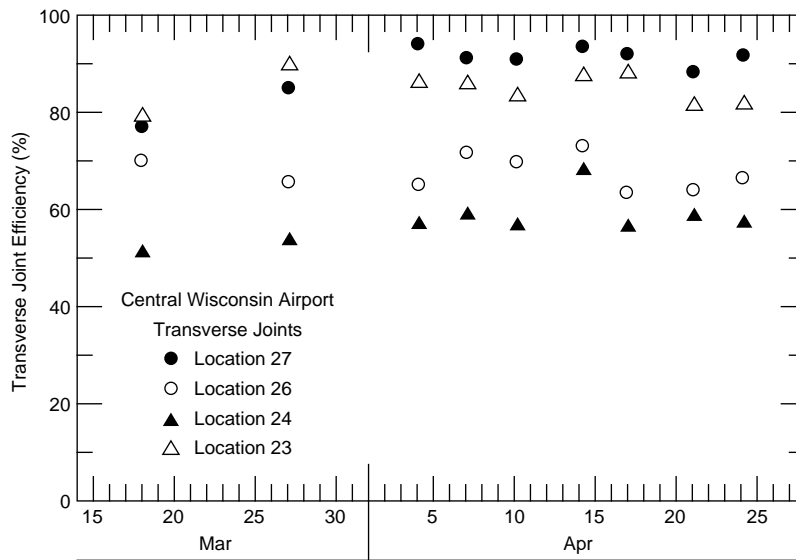 Transverse Joint Efficiency (%)
100
80
60
40
20
0
Central Wisconsin Airport
Transverse Joints
Location 27
Location 26
Location 24
Location 23
15 20 25 30 5 10 15 20 25
Mar Apr